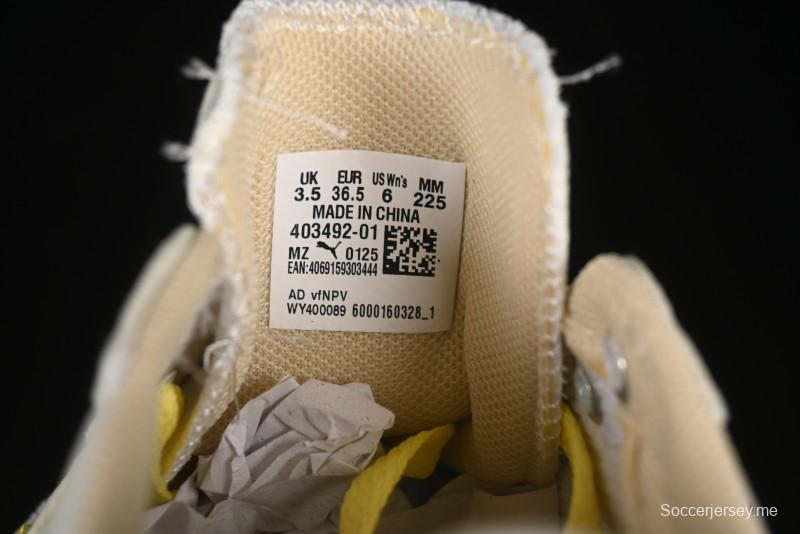 UK EUR US Wn's MM
3.5 36.5 6 225
MADE IN CHINA
403492-01
MZ 0125
EAN:4069159303444
AD vfNPV
WY400089 6000160328_1
Soccerjersey.me